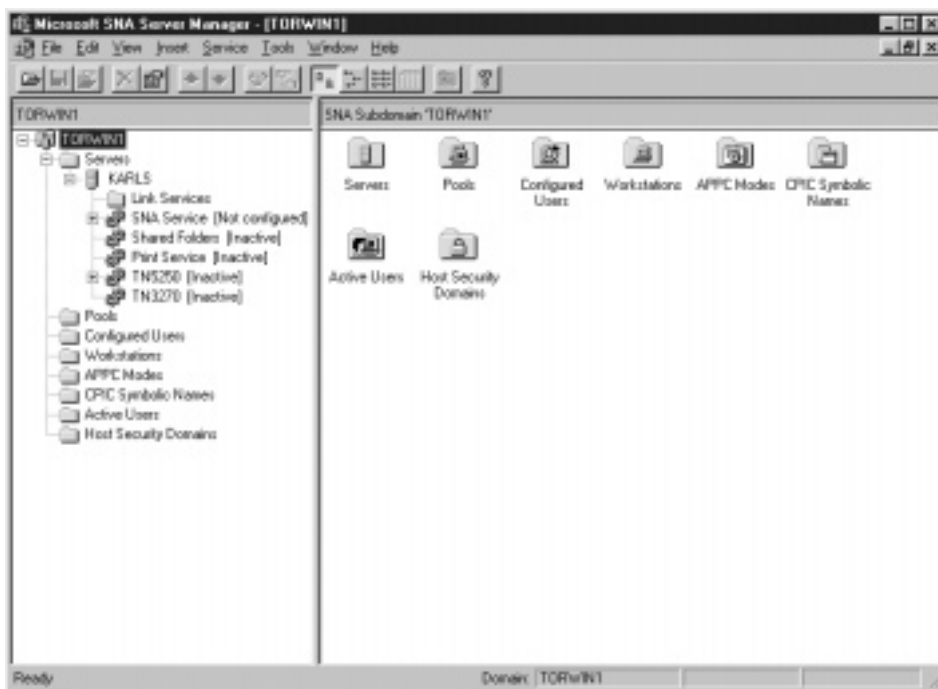 Microsoft SNA Server Manager - [TORWIN1]
File Edit View Insert Service Tools Window Help
TORWIN1
SNA Subdomain 'TORWIN1'
TORWIN1
Servers
KARLS
Link Services
SNA Service [Not configured]
Shared Folders [Inactive]
Print Service [Inactive]
TN5250 [Inactive]
TN3270 [Inactive]
Pools
Configured Users
Workstations
APPC Modes
CPIC Symbolic Names
Active Users
Host Security Domains
Servers
Pools
Configured Users
Workstations
APPC Modes
CPIC Symbolic Names
Active Users
Host Security Domains
Ready
Domain: TORWIN1